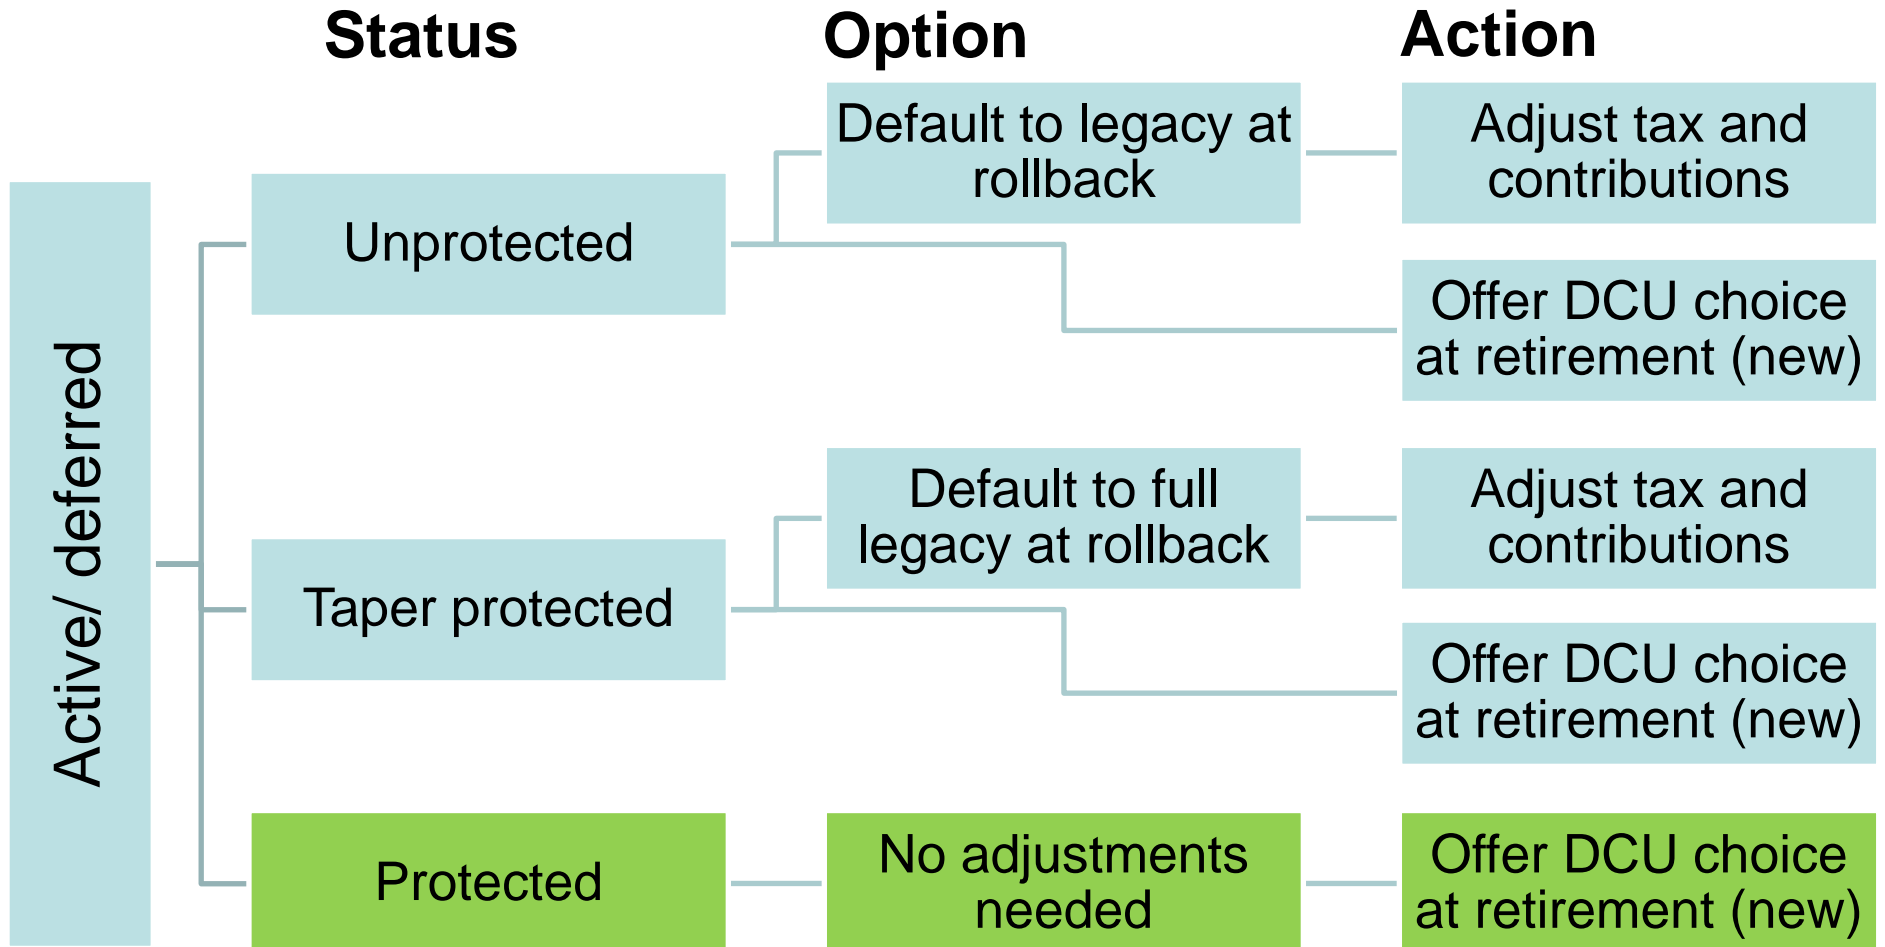 Status
Option
Action
Active/ deferred
Unprotected
Default to legacy at
rollback
Adjust tax and
contributions
Offer DCU choice
at retirement (new)
Taper protected
Default to full
legacy at rollback
Adjust tax and
contributions
Offer DCU choice
at retirement (new)
Protected
No adjustments
needed
Offer DCU choice
at retirement (new)